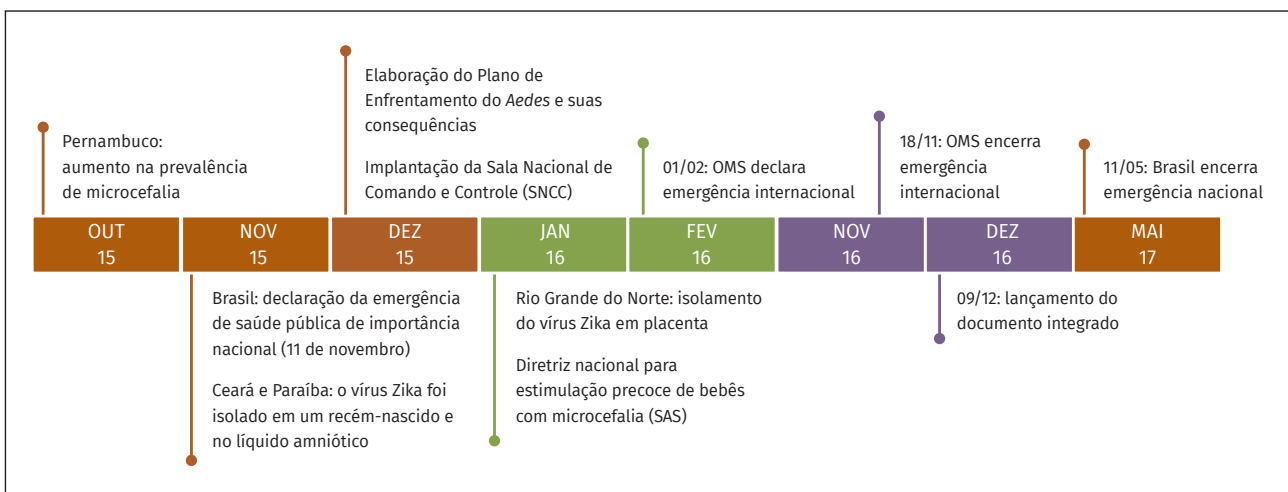 Pernambuco:
aumento na prevalência
de microcefalia
Elaboração do Plano de
Enfrentamento do Aedes e suas
consequências
Implantação da Sala Nacional de
Comando e Controle (SNCC)
01/02: OMS declara
emergência internacional
18/11: OMS encerra
emergência
internacional
11/05: Brasil encerra
emergência nacional
OUT
15
NOV
15
DEZ
15
JAN
16
FEV
16
NOV
16
DEZ
16
MAI
17
Brasil: declaração da emergência
de saúde pública de importância
nacional (11 de novembro)
Ceará e Paraíba: o vírus Zika foi
isolado em um recém-nascido e
no líquido amniótico
Rio Grande do Norte: isolamento
do vírus Zika em placenta
Diretriz nacional para
estimulação precoce de bebês
com microcefalia (SAS)
09/12: lançamento do
documento integrado